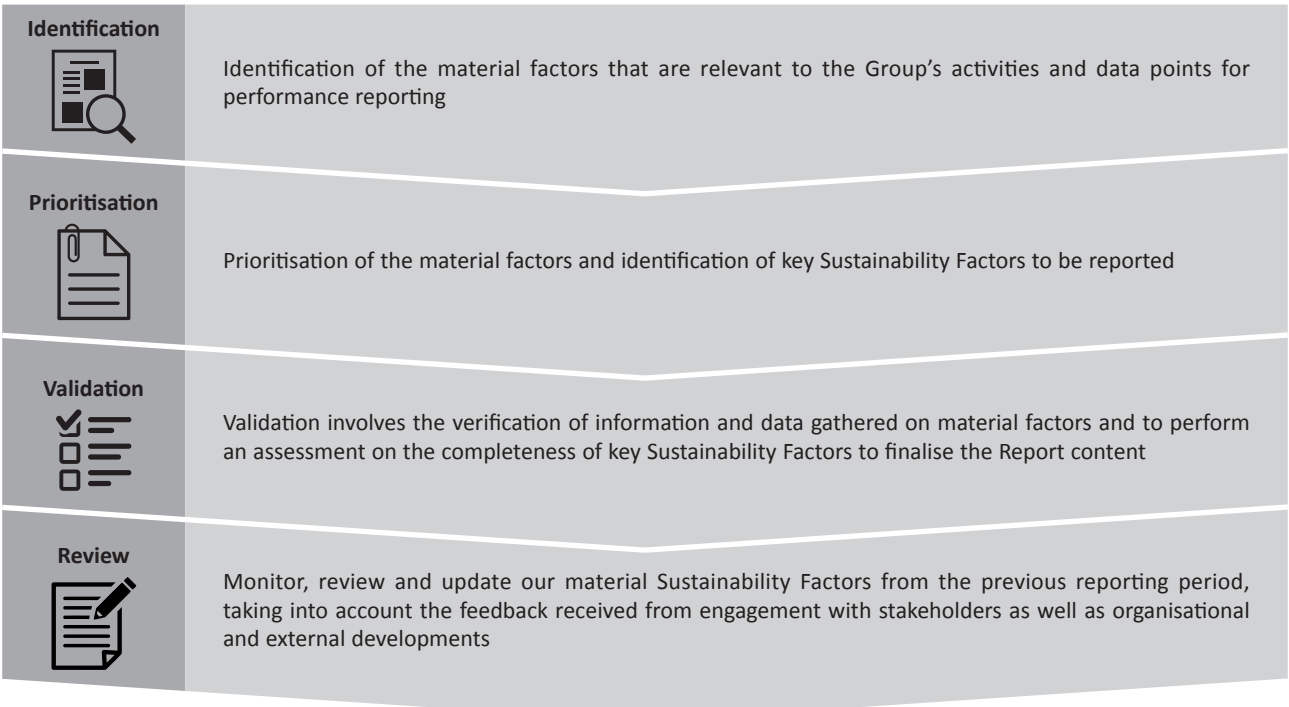 Identification
Identification of the material factors that are relevant to the Group's activities and data points for
performance reporting
Prioritisation
Prioritisation of the material factors and identification of key Sustainability Factors to be reported
Validation
Validation involves the verification of information and data gathered on material factors and to perform
an assessment on the completeness of key Sustainability Factors to finalise the Report content
Review
Monitor, review and update our material Sustainability Factors from the previous reporting period,
taking into account the feedback received from engagement with stakeholders as well as organisational
and external developments